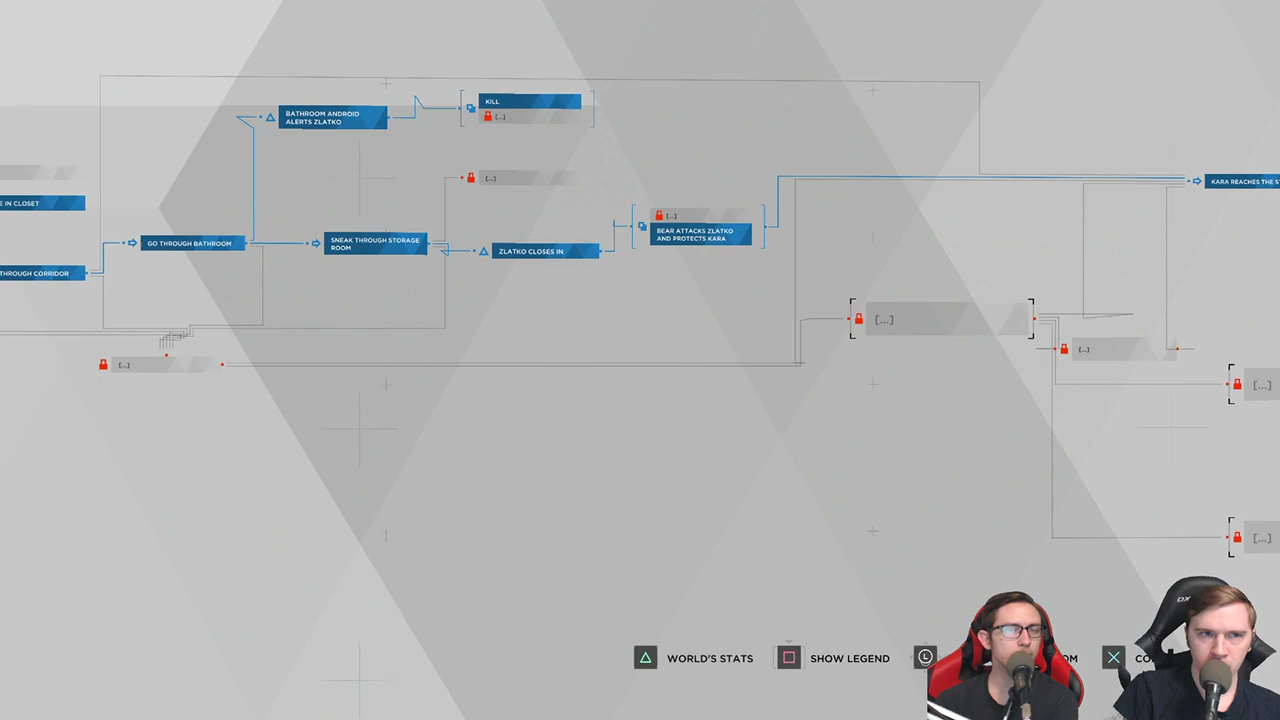 KILL
[...]
BATHROOM ANDROID
ALERTS ZLATKO
[...]
KARA REACHES THE
E IN CLOSET
[...]
BEAR ATTACKS ZLATKO
AND PROTECTS KARA
GO THROUGH BATHROOM
SNEAK THROUGH STORAGE
ROOM
ZLATKO CLOSES IN
THROUGH CORRIDOR
[...]
[...]
[...]
[...]
[...]
WORLD'S STATS
SHOW LEGEND
L
DX